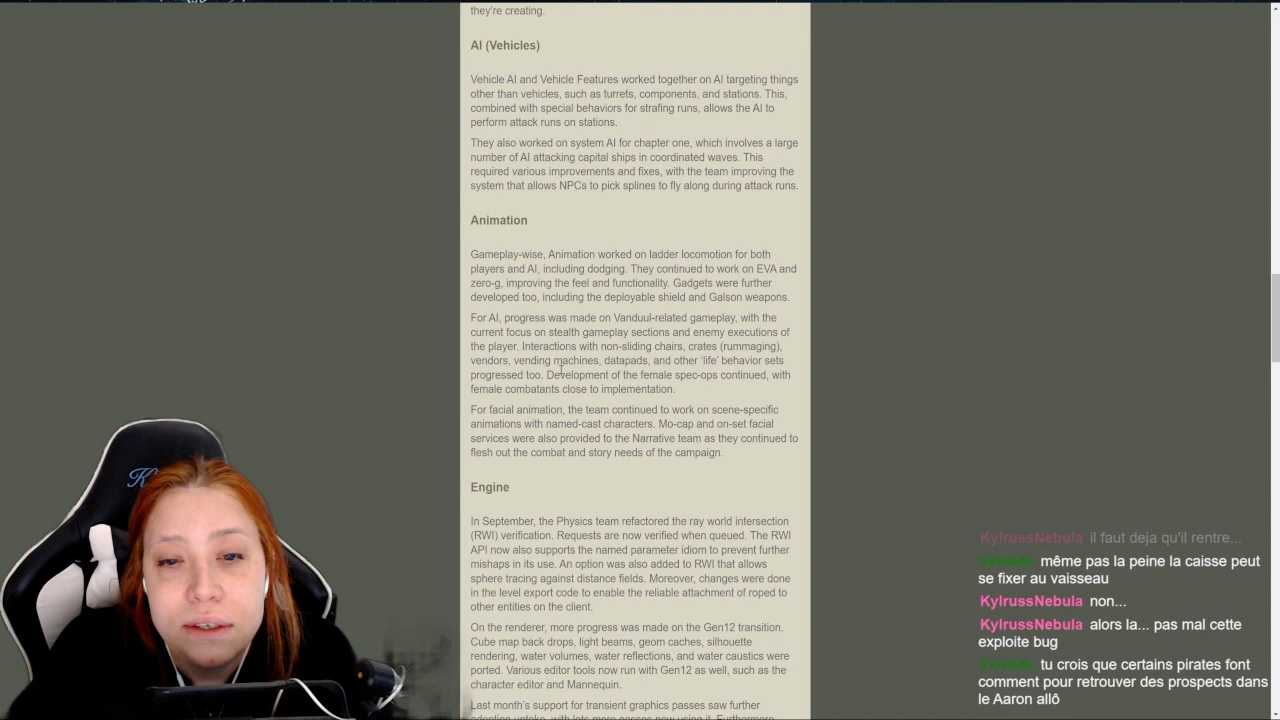 they're creating.
AI (Vehicles)
Vehicle AI and Vehicle Features worked together on AI targeting things
other than vehicles, such as turrets, components, and stations. This,
combined with special behaviors for strafing runs, allows the AI to
perform attack runs on stations.
They also worked on system AI for chapter one, which involves a large
number of AI attacking capital ships in coordinated waves. This
required various improvements and fixes, with the team improving the
system that allows NPCs to pick splines to fly along during attack runs.
Animation
Gameplay-wise, Animation worked on ladder locomotion for both
players and AI, including dodging. They continued to work on EVA and
zero-g, improving the feel and functionality. Gadgets were further
developed too, including the deployable shield and Galson weapons.
For AI, progress was made on Vanduul-related gameplay, with the
current focus on stealth gameplay sections and enemy executions of
the player. Interactions with non-sliding chairs, crates (rummaging),
vendors, vending machines, datapads, and other 'life' behavior sets
progressed too. Development of the female spec-ops continued, with
female combatants close to implementation.
For facial animation, the team continued to work on scene-specific
animations with named-cast characters. Mo-cap and on-set facial
services were also provided to the Narrative team as they continued to
flesh out the combat and story needs of the campaign.
Engine
In September, the Physics team refactored the ray world intersection
(RWI) verification. Requests are now verified when queued. The RWI
API now also supports the named parameter idiom to prevent further
mishaps in its use. An option was also added to RWI that allows
sphere tracing against distance fields. Moreover, changes were done
in the level export code to enable the reliable attachment of roped to
other entities on the client.
On the renderer, more progress was made on the Gen12 transition.
Cube map back drops, light beams, geom caches, silhouette
rendering, water volumes, water reflections, and water caustics were
ported. Various editor tools now run with Gen12 as well, such as the
character editor and Mannequin.
Last month's support for transient graphics passes saw further
K
KylrussNebula il faut deja qu'il rentre...
même pas la peine la caisse peut
se fixer au vaisseau
KylrussNebula non...
KylrussNebula alors la... pas mal cette
exploite bug
tu crois que certains pirates font
comment pour retrouver des prospects dans
le Aaron allô